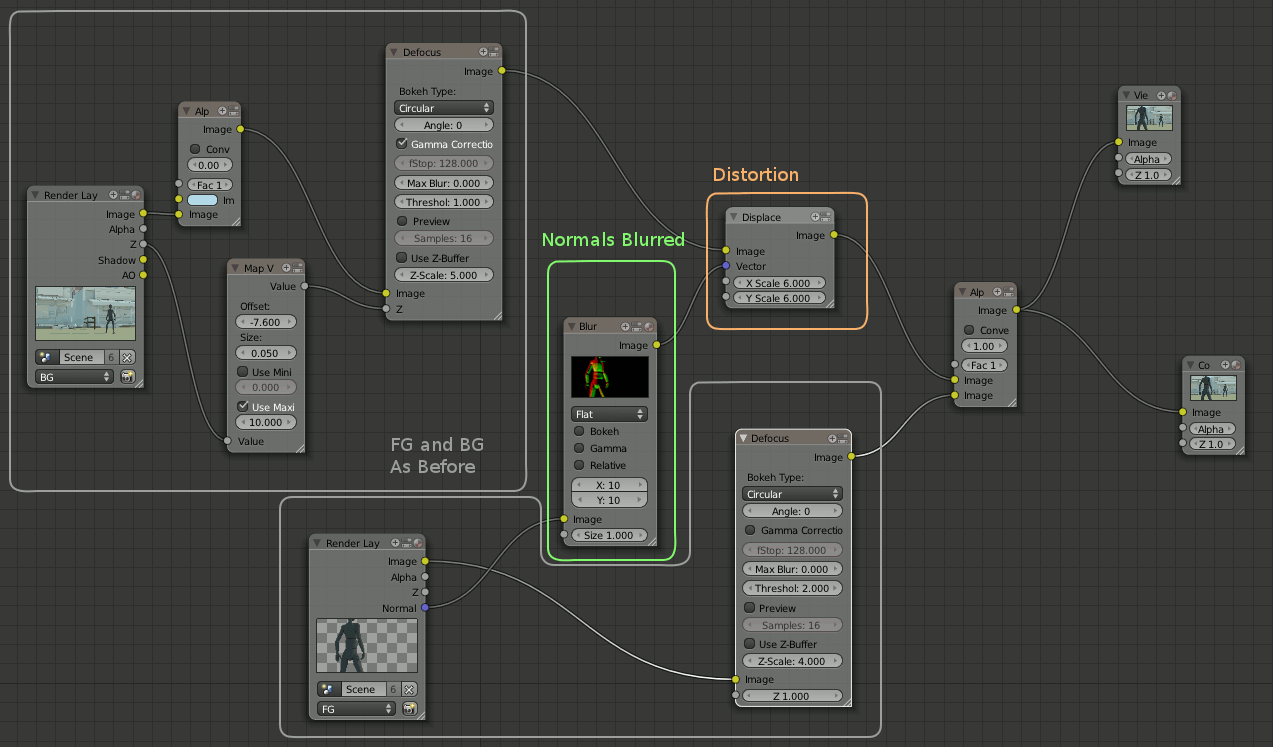 Render Lay
Image
Alpha
Z
Shadow
AO
Scene
6
BG
Alp
Image
Conv
0.00
Fac 1
Im
Image
Map V
Value
Offset:
-7.600
Size:
0.050
Use Mini
0.000
Use Maxi
10.000
Value
Defocus
Image
Bokeh Type:
Circular
Angle: 0
Gamma Correctio
fStop: 128.000
Max Blur: 0.000
Threshol: 1.000
Preview
Samples: 16
Use Z-Buffer
Z-Scale: 5.000
Image
Z
FG and BG
As Before
Render Lay
Image
Alpha
Z
Normal
Scene
6
FG
Normals Blurred
Blur
Image
Flat
Bokeh
Gamma
Relative
X: 10
Y: 10
Image
Size 1.000
Distortion
Displace
Image
Image
Vector
X Scale 6.000
Y Scale 6.000
Defocus
Image
Bokeh Type:
Circular
Angle: 0
Gamma Correctio
fStop: 128.000
Max Blur: 0.000
Threshol: 2.000
Preview
Samples: 16
Use Z-Buffer
Z-Scale: 4.000
Image
Z 1.000
Alp
Image
Conve
1.00
Fac 1
Image
Image
Vie
Image
Alpha
Z 1.0
Co
Image
Alpha
Z 1.0